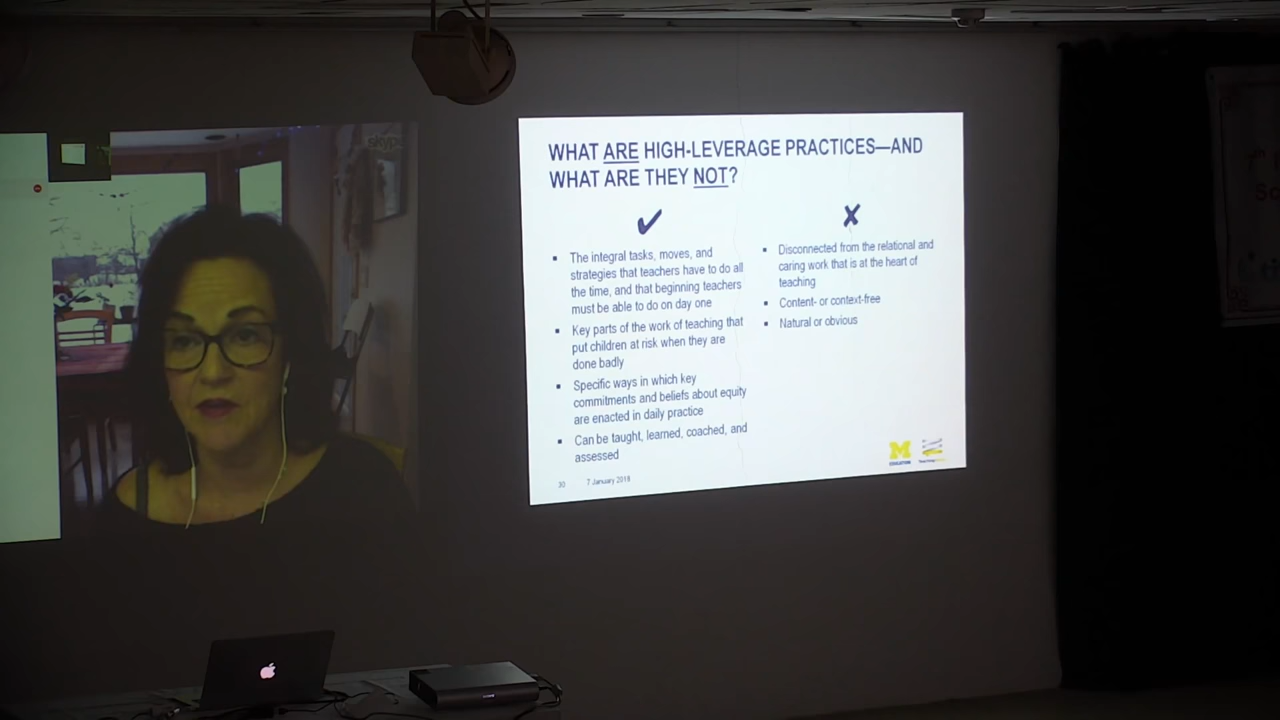 skype
WHAT ARE HIGH-LEVERAGE PRACTICES—AND
WHAT ARE THEY NOT?
✔
▪ The integral tasks, moves, and
strategies that teachers have to do all
the time, and that beginning teachers
must be able to do on day one
▪ Key parts of the work of teaching that
put children at risk when they are
done badly
▪ Specific ways in which key
commitments and beliefs about equity
are enacted in daily practice
▪ Can be taught, learned, coached, and
assessed
✘
▪ Disconnected from the relational and
caring work that is at the heart of
teaching
▪ Content- or context-free
▪ Natural or obvious
30 7 January 2019
M
EDUCATION